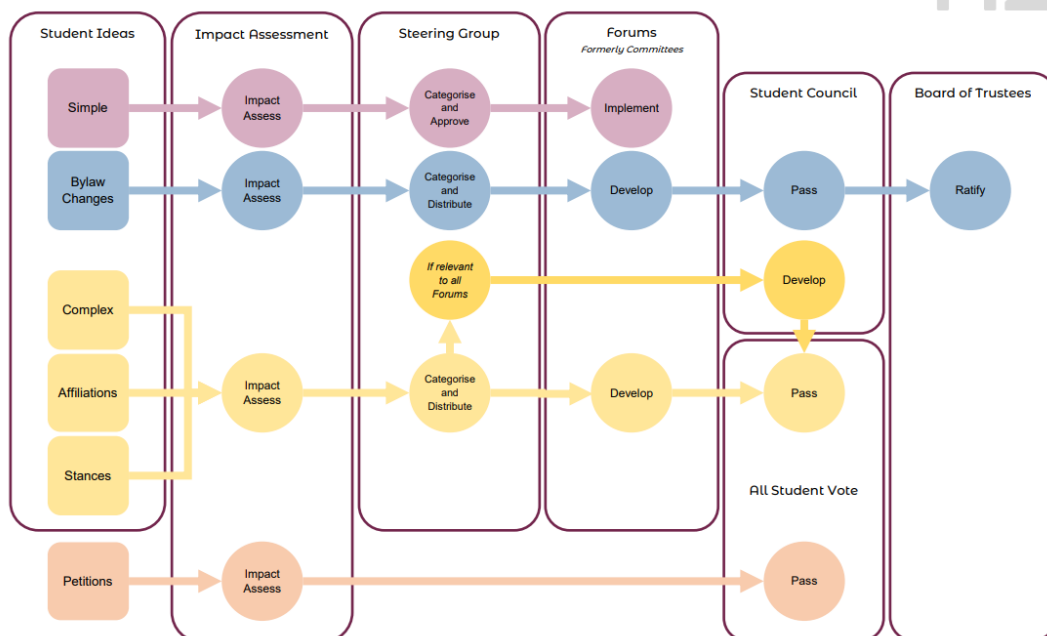 Student Ideas
Impact Assessment
Steering Group
Forums
Formerly Committees
Student Council
Board of Trustees
Simple
Impact
Assess
Categorise
and
Approve
Implement
Bylaw
Changes
Impact
Assess
Categorise
and
Distribute
Develop
Pass
Ratify
If relevant
to all
Forums
Develop
Complex
Affiliations
Stances
Impact
Assess
Categorise
and
Distribute
Develop
Pass
All Student Vote
Petitions
Impact
Assess
Pass